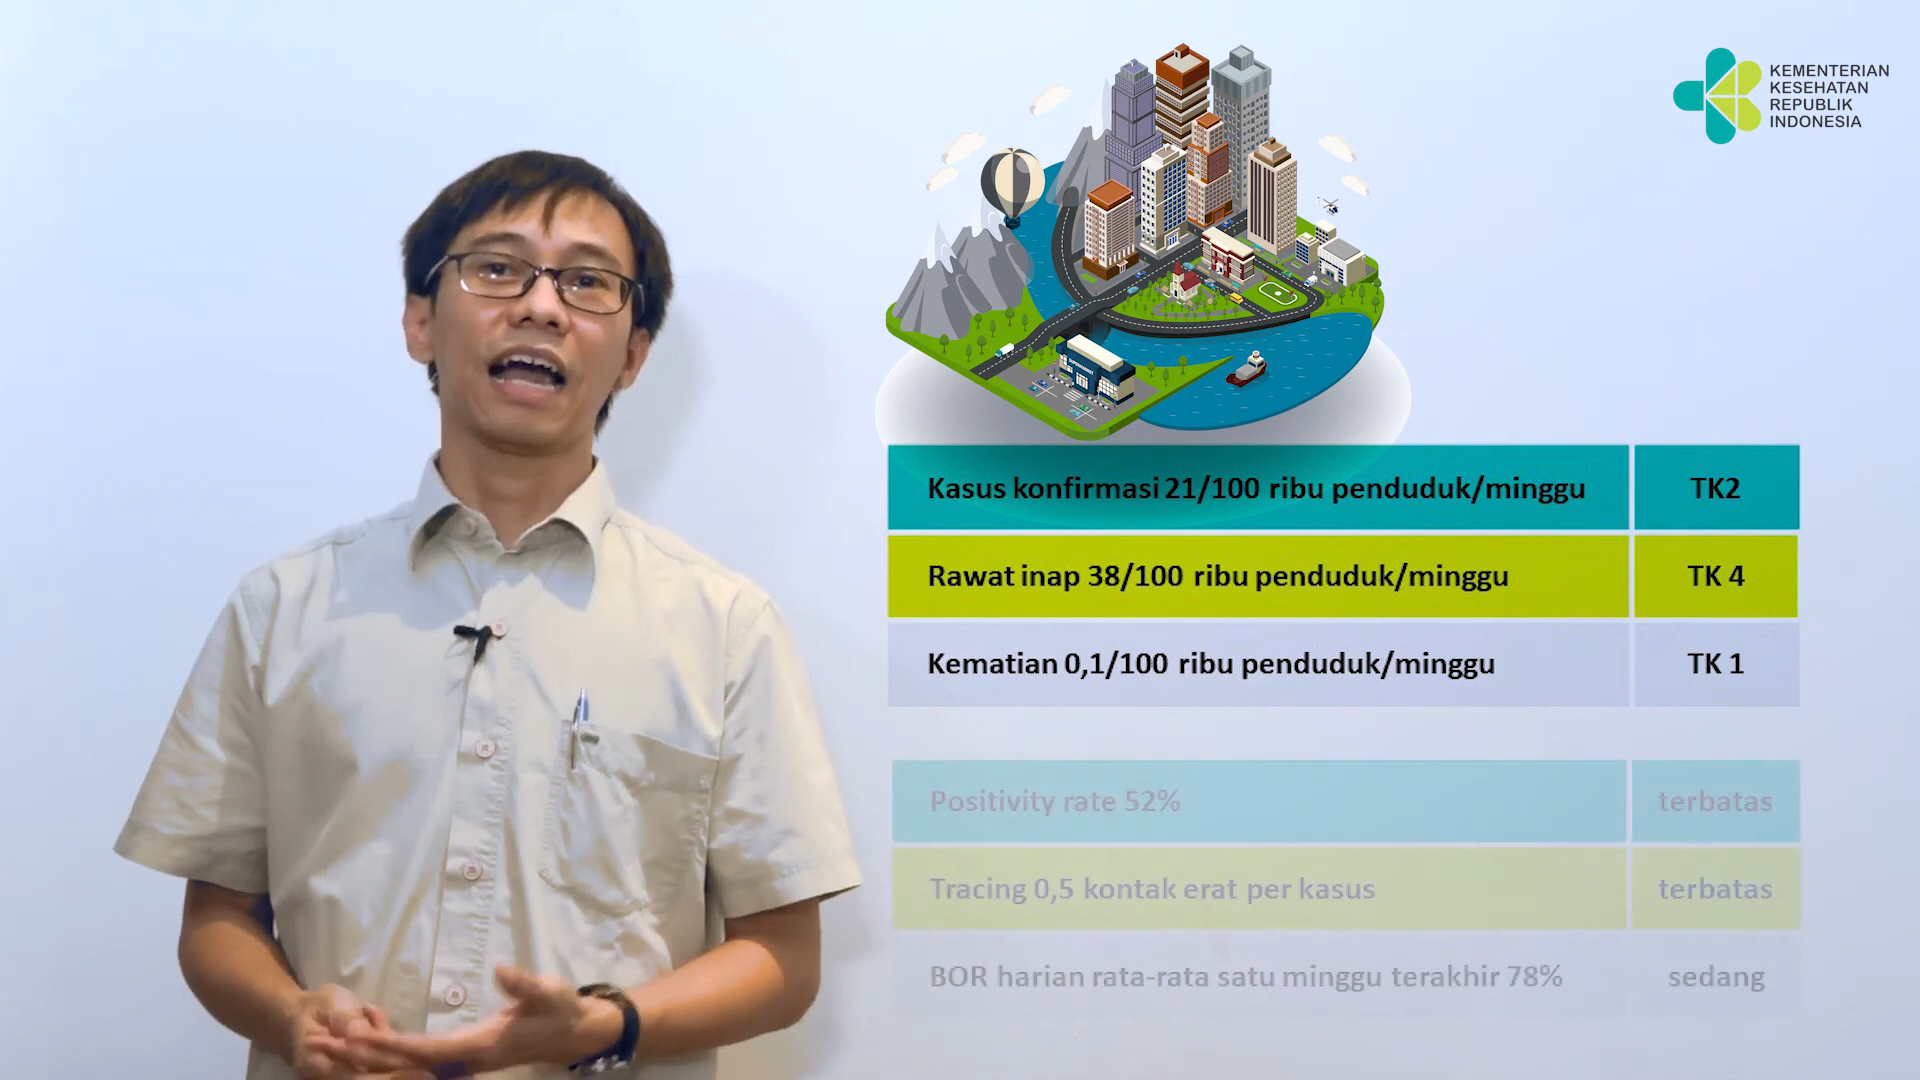 KEMENTERIAN
KESEHATAN
REPUBLIK
INDONESIA
SUPERMARKET
Kasus konfirmasi 21/100 ribu penduduk/minggu TK2
Rawat inap 38/100 ribu penduduk/minggu TK 4
Kematian 0,1/100 ribu penduduk/minggu TK 1
Positivity rate 52% terbatas
Tracing 0,5 kontak erat per kasus terbatas
BOR harian rata-rata satu minggu terakhir 78% sedang